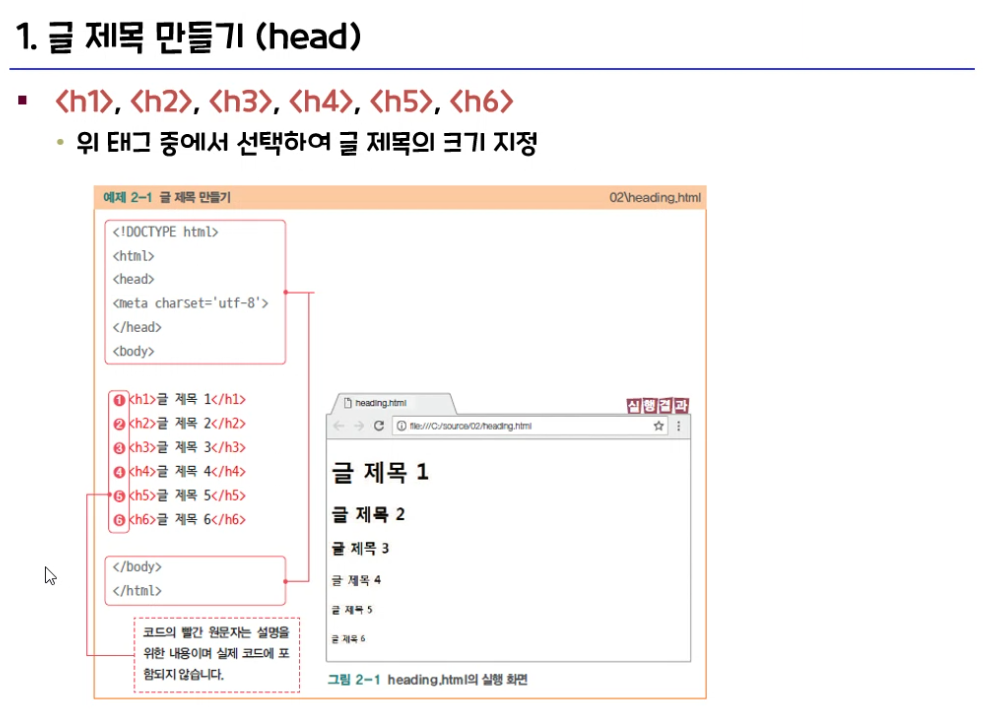 1. 글 제목 만들기 (head)
<h1>, <h2>, <h3>, <h4>, <h5>, <h6>
위 태그 중에서 선택하여 글 제목의 크기 지정
예제 2-1 글 제목 만들기 02\heading.html
<!DOCTYPE html>
<html>
<head>
<meta charset='utf-8'>
</head>
<body>
❶<h1>글 제목 1</h1>
❷<h2>글 제목 2</h2>
❸<h3>글 제목 3</h3>
❹<h4>글 제목 4</h4>
❺<h5>글 제목 5</h5>
❻<h6>글 제목 6</h6>
</body>
</html>
코드의 빨간 원문자는 설명을
위한 내용이며 실제 코드에 포
함되지 않습니다.
실행결과
heading.html
file:///C:/source/02/heading.html
글 제목 1
글 제목 2
글 제목 3
글 제목 4
글 제목 5
글 제목 6
그림 2-1 heading.html의 실행 화면